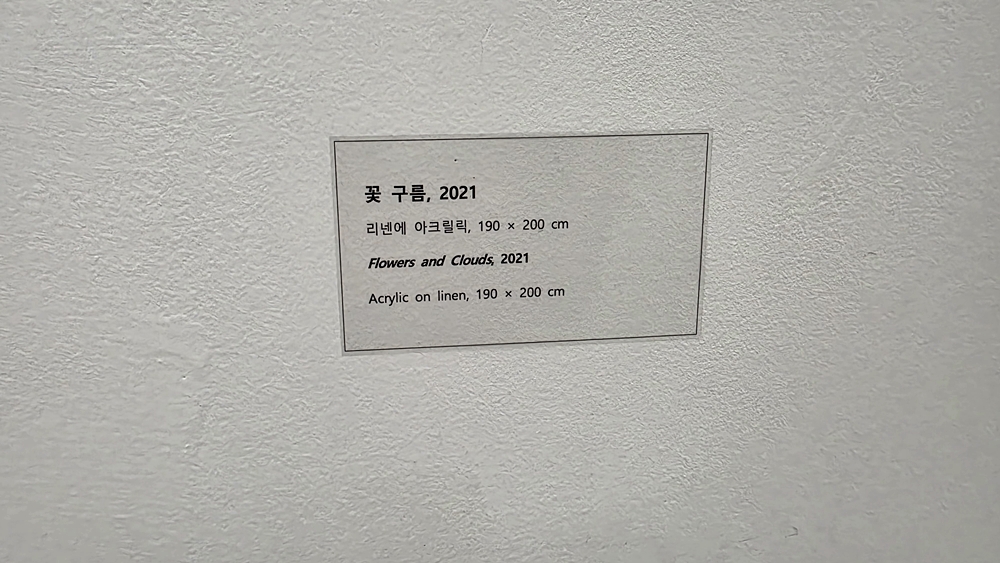 꽃 구름, 2021
리넨에 아크릴릭, 190 × 200 cm
Flowers and Clouds, 2021
Acrylic on linen, 190 × 200 cm